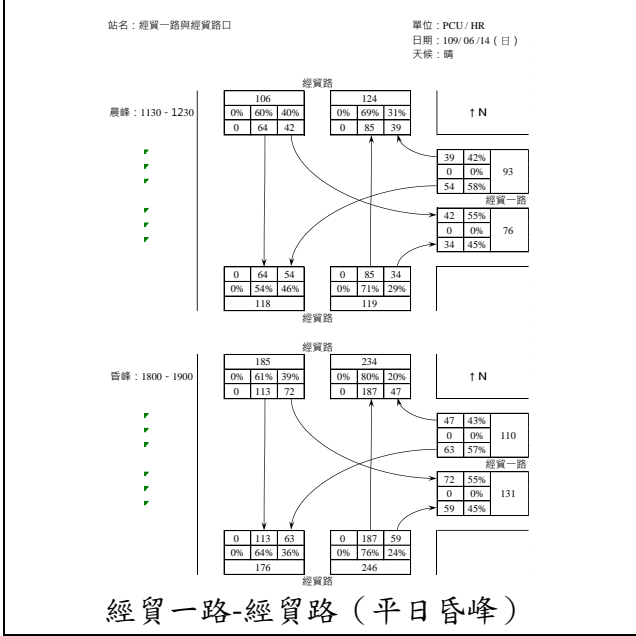 站名：經貿一路與經貿路口 單位：PCU / HR
日期：109/ 06 /14 ( 日 )
天候：晴
經貿路
106 124
晨峰：1130 - 1230 0% 60% 40% 0% 69% 31% ↑ N
0 64 42 0 85 39
39 42%
0 0% 93
54 58%
經貿一路
42 55%
0 0% 76
34 45%
0 64 54 0 85 34
0% 54% 46% 0% 71% 29%
118 119
經貿路
經貿路
185 234
昏峰：1800 - 1900 0% 61% 39% 0% 80% 20% ↑ N
0 113 72 0 187 47
47 43%
0 0% 110
63 57%
經貿一路
72 55%
0 0% 131
59 45%
0 113 63 0 187 59
0% 64% 36% 0% 76% 24%
176 246
經貿路
經貿一路-經貿路（平日昏峰）